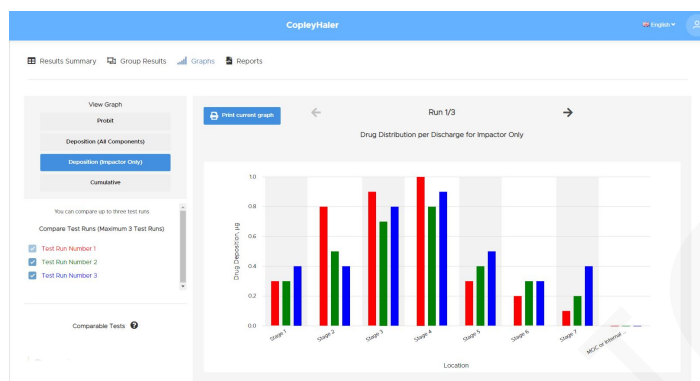 CopleyHaler
English
Results Summary
Group Results
Graphs
Reports
View Graph
Probit
Deposition (All Components)
Deposition (Impactor Only)
Cumulative
You can compare up to three test runs
Compare Test Runs (Maximum 3 Test Runs)
Test Run Number 1
Test Run Number 2
Test Run Number 3
Comparable Tests
Print current graph
Run 1/3
Drug Distribution per Discharge for Impactor Only
Drug Deposition, µg
1.0
0.8
0.6
0.4
0.2
0.0
Stage 1
Stage 2
Stage 3
Stage 4
Stage 5
Stage 6
Stage 7
MOC or Internal ...
Location